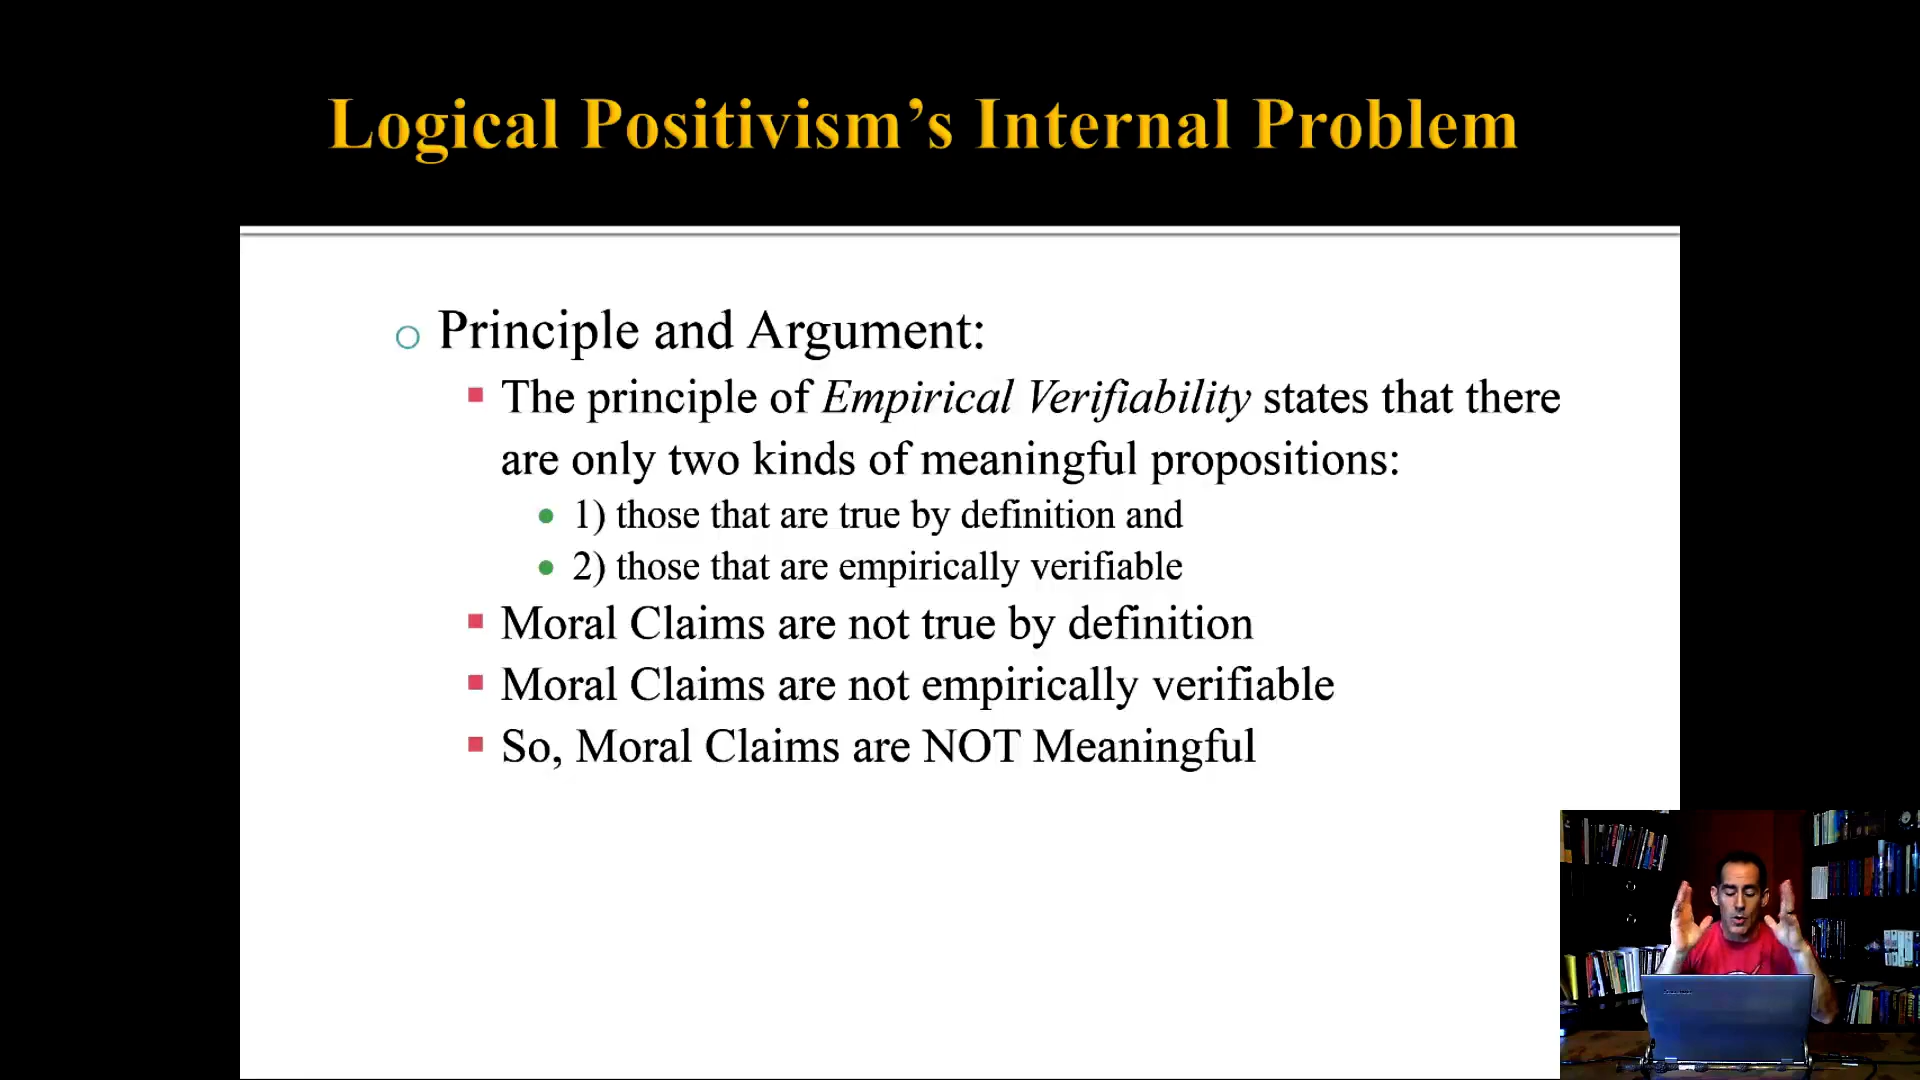 Logical Positivism’s Internal Problem
Principle and Argument:
The principle of Empirical Verifiability states that there
are only two kinds of meaningful propositions:
1) those that are true by definition and
2) those that are empirically verifiable
Moral Claims are not true by definition
Moral Claims are not empirically verifiable
So, Moral Claims are NOT Meaningful